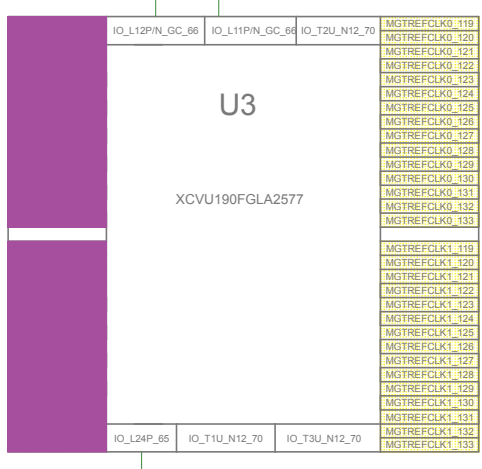 IO_L12P/N_GC_66 IO_L11P/N_GC_66 IO_T2U_N12_70
U3
XCVU190FGLA2577
IO_L24P_65 IO_T1U_N12_70 IO_T3U_N12_70
MGTREFCLK0_119
MGTREFCLK0_120
MGTREFCLK0_121
MGTREFCLK0_122
MGTREFCLK0_123
MGTREFCLK0_124
MGTREFCLK0_125
MGTREFCLK0_126
MGTREFCLK0_127
MGTREFCLK0_128
MGTREFCLK0_129
MGTREFCLK0_130
MGTREFCLK0_131
MGTREFCLK0_132
MGTREFCLK0_133
MGTREFCLK1_119
MGTREFCLK1_120
MGTREFCLK1_121
MGTREFCLK1_122
MGTREFCLK1_123
MGTREFCLK1_124
MGTREFCLK1_125
MGTREFCLK1_126
MGTREFCLK1_127
MGTREFCLK1_128
MGTREFCLK1_129
MGTREFCLK1_130
MGTREFCLK1_131
MGTREFCLK1_132
MGTREFCLK1_133